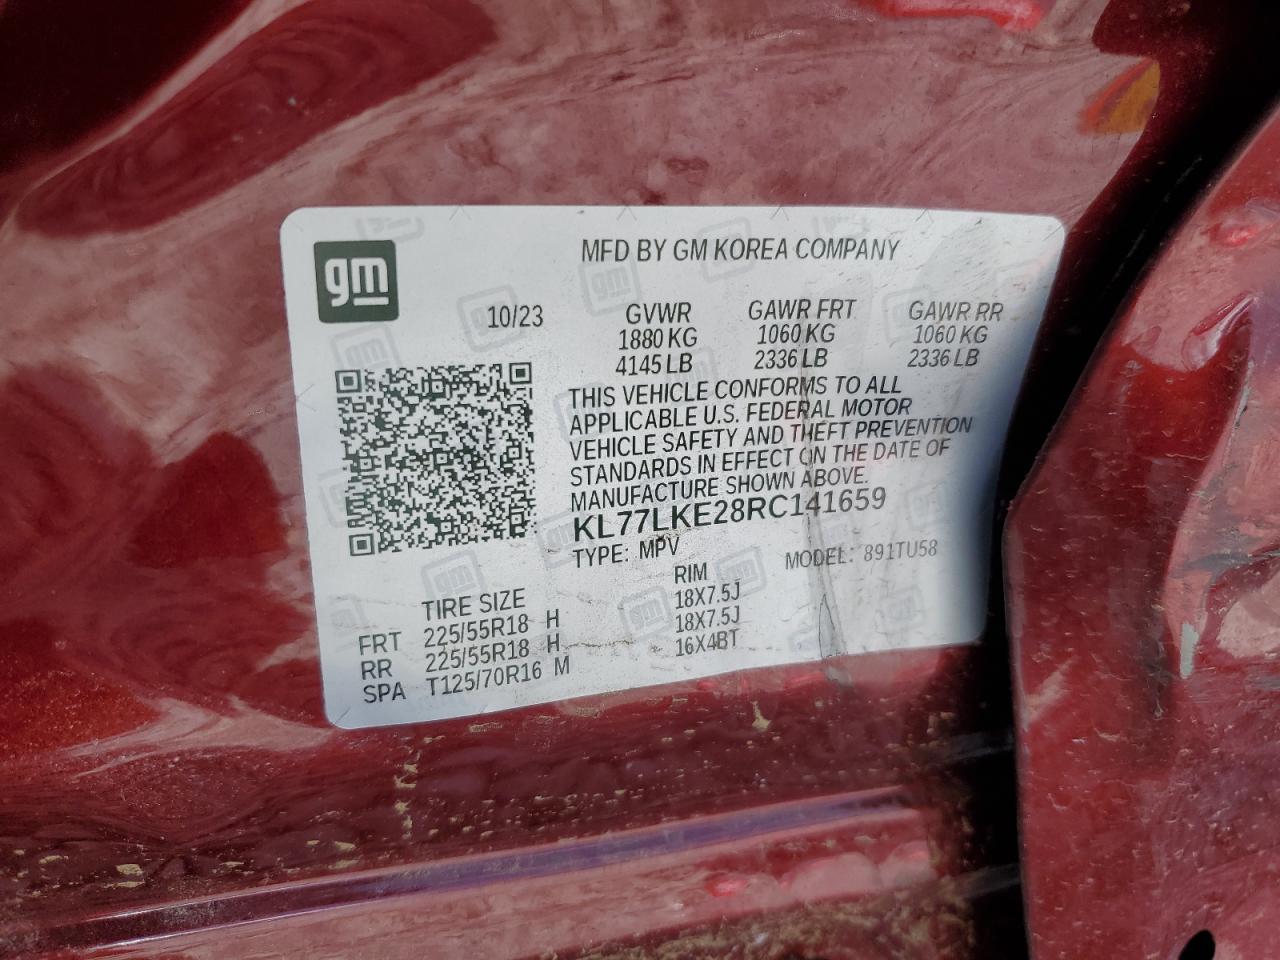 gm
MFD BY GM KOREA COMPANY
10/23 GVWR GAWR FRT GAWR RR
1880 KG 1060 KG 1060 KG
4145 LB 2336 LB 2336 LB
THIS VEHICLE CONFORMS TO ALL
APPLICABLE U.S. FEDERAL MOTOR
VEHICLE SAFETY AND THEFT PREVENTION
STANDARDS IN EFFECT ON THE DATE OF
MANUFACTURE SHOWN ABOVE.
KL77LKE28RC141659
TYPE: MPV MODEL: 891TU58
TIRE SIZE RIM
FRT 225/55R18 H 18X7.5J
RR 225/55R18 H 18X7.5J
SPA T125/70R16 M 16X4BT